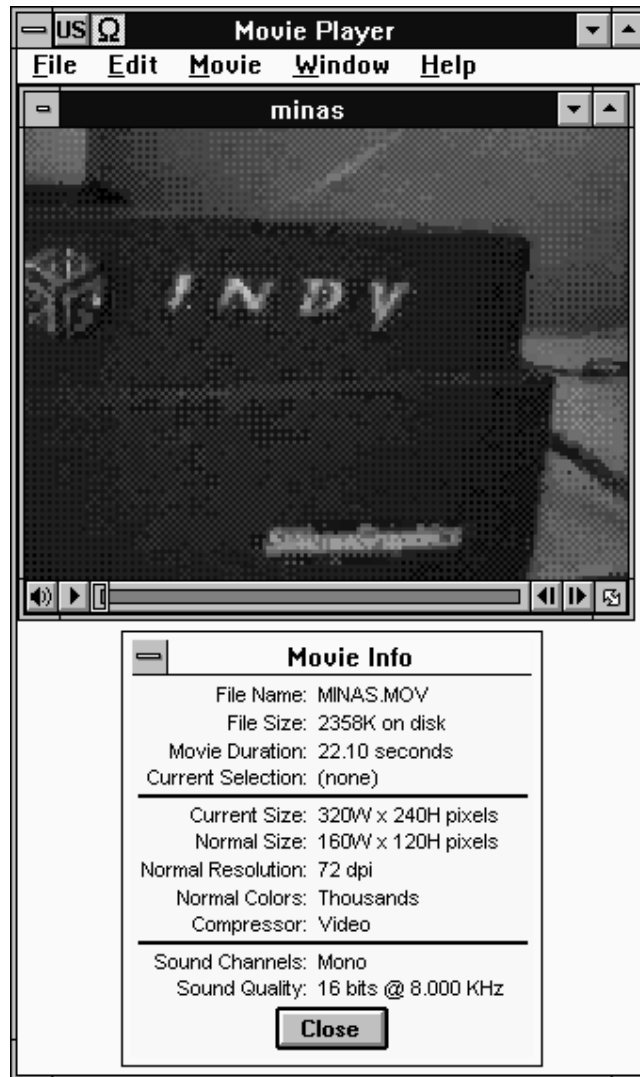 US Ω Movie Player
File Edit Movie Window Help
minas
INDY
Movie Info
File Name: MINAS.MOV
File Size: 2358K on disk
Movie Duration: 22.10 seconds
Current Selection: (none)
Current Size: 320W x 240H pixels
Normal Size: 160W x 120H pixels
Normal Resolution: 72 dpi
Normal Colors: Thousands
Compressor: Video
Sound Channels: Mono
Sound Quality: 16 bits @ 8.000 KHz
Close